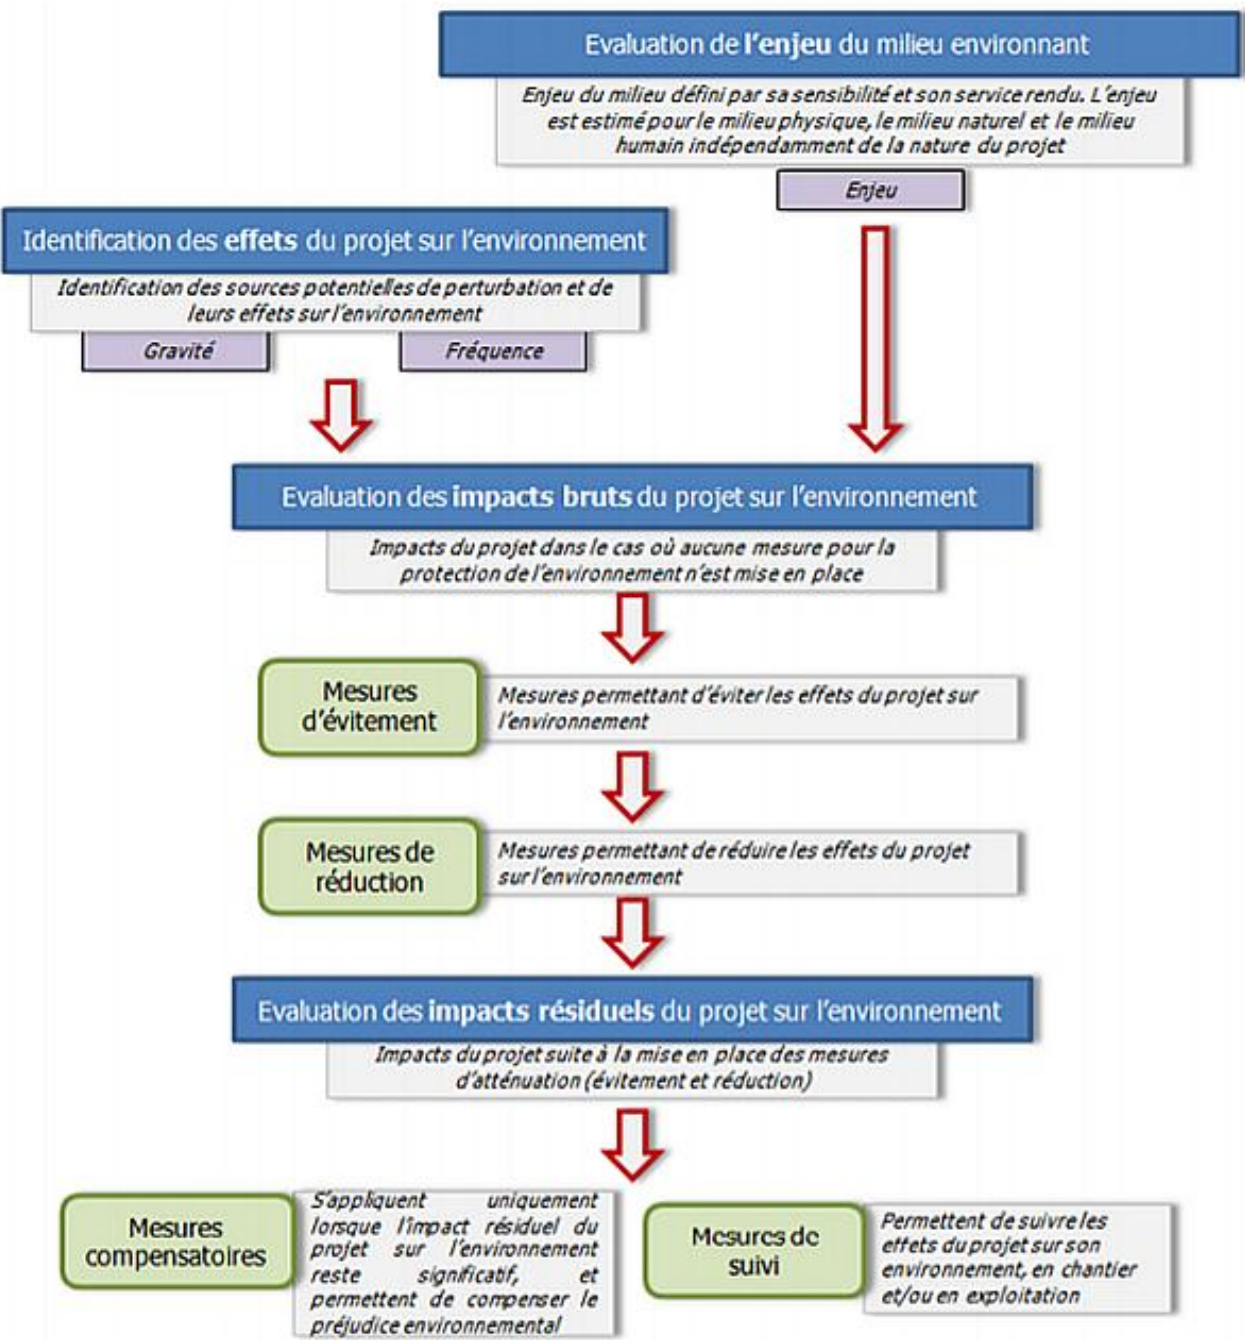 Evaluation de l'enjeu du milieu environnant
Enjeu du milieu défini par sa sensibilité et son service rendu. L'enjeu
est estimé pour le milieu physique, le milieu naturel et le milieu
humain indépendamment de la nature du projet
Enjeu
Identification des effets du projet sur l'environnement
Identification des sources potentielles de perturbation et de
leurs effets sur l'environnement
Gravité
Fréquence
Evaluation des impacts bruts du projet sur l'environnement
Impacts du projet dans le cas où aucune mesure pour la
protection de l'environnement n'est mise en place
Mesures
d'évitement
Mesures permettant d'éviter les effets du projet sur
l'environnement
Mesures de
réduction
Mesures permettant de réduire les effets du projet
sur l'environnement
Evaluation des impacts résiduels du projet sur l'environnement
Impacts du projet suite à la mise en place des mesures
d'atténuation (évitement et réduction)
Mesures
compensatoires
S'appliquent uniquement
lorsque l'impact résiduel du
projet sur l'environnement
reste significatif, et
permettent de compenser le
préjudice environnemental
Mesures de
suivi
Permettent de suivre les
effets du projet sur son
environnement, en chantier
et/ou en exploitation